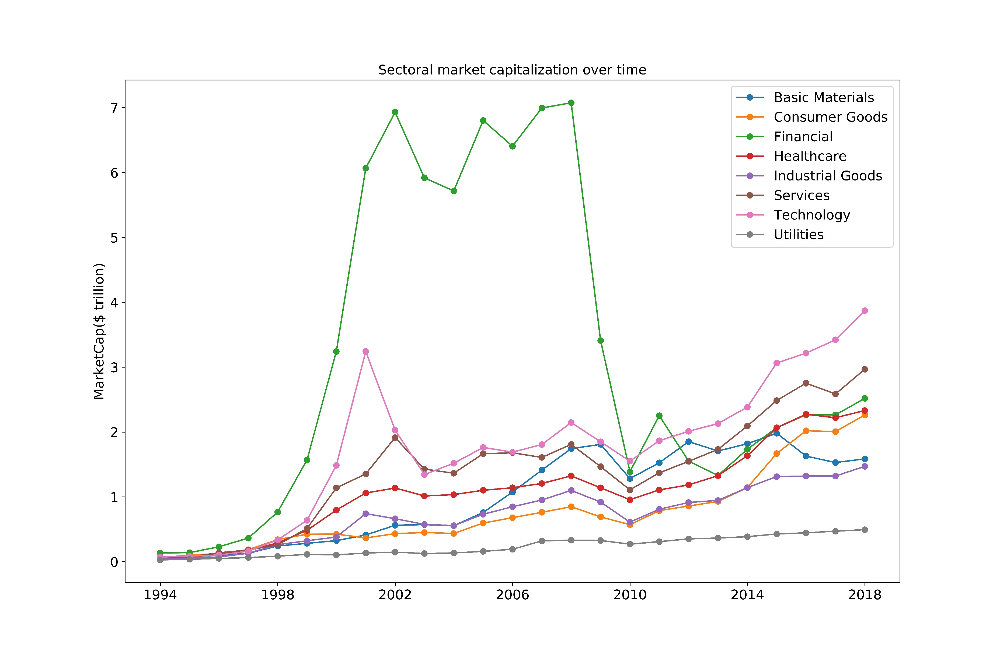 Sectoral market capitalization over time
MarketCap($ trillion)
7
6
5
4
3
2
1
0
1994 1998 2002 2006 2010 2014 2018
Basic Materials
Consumer Goods
Financial
Healthcare
Industrial Goods
Services
Technology
Utilities